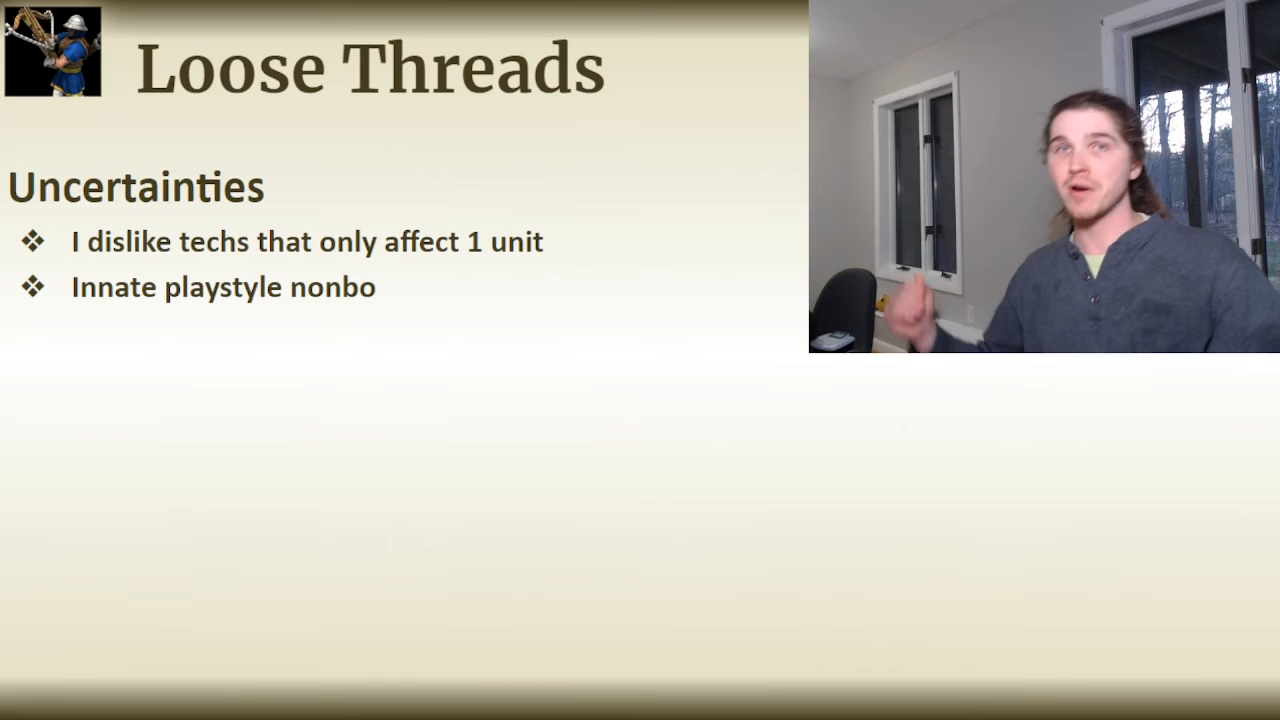 Loose Threads
Uncertainties
❖ I dislike techs that only affect 1 unit
❖ Innate playstyle nonbo